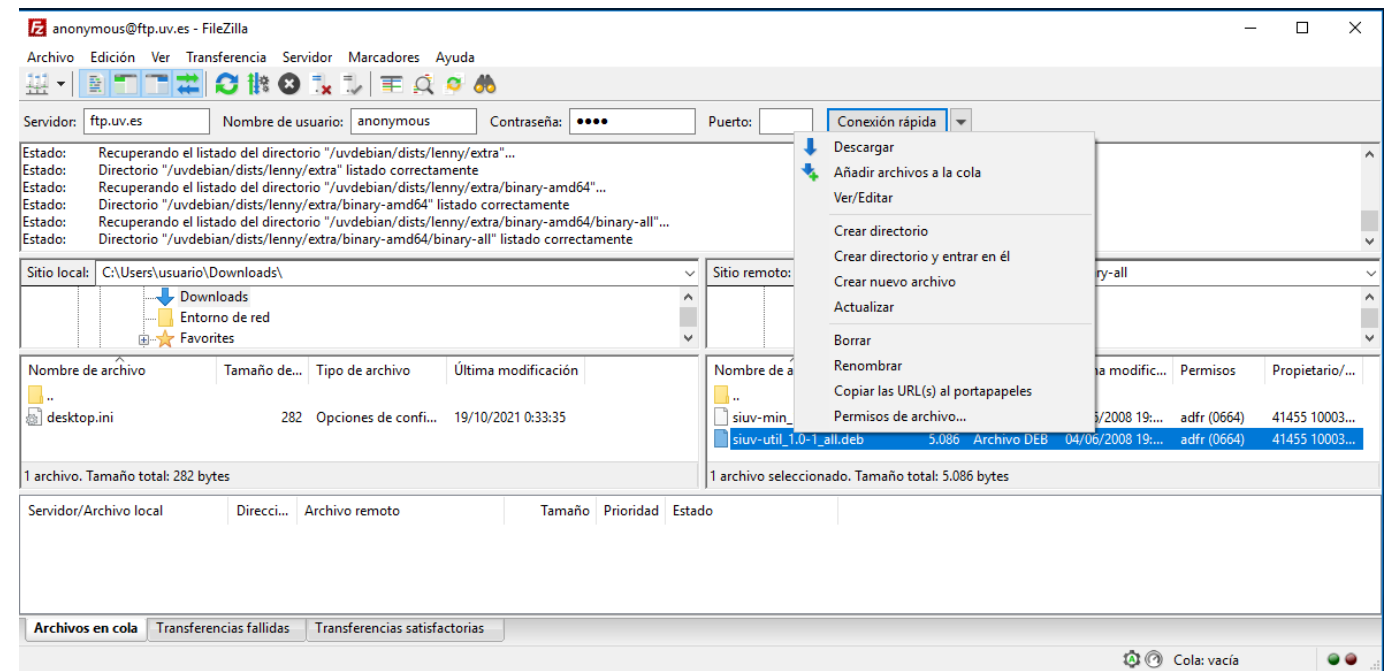 anonymous@ftp.uv.es - FileZilla
Archivo Edición Ver Transferencia Servidor Marcadores Ayuda
Servidor: ftp.uv.es Nombre de usuario: anonymous Contraseña: ●●●● Puerto: Conexión rápida
Estado: Recuperando el listado del directorio "/uvdebian/dists/lenny/extra"...
Estado: Directorio "/uvdebian/dists/lenny/extra" listado correctamente
Estado: Recuperando el listado del directorio "/uvdebian/dists/lenny/extra/binary-amd64"...
Estado: Directorio "/uvdebian/dists/lenny/extra/binary-amd64" listado correctamente
Estado: Recuperando el listado del directorio "/uvdebian/dists/lenny/extra/binary-amd64/binary-all"...
Estado: Directorio "/uvdebian/dists/lenny/extra/binary-amd64/binary-all" listado correctamente
Descargar
Añadir archivos a la cola
Ver/Editar
Crear directorio
Crear directorio y entrar en él
Crear nuevo archivo
Actualizar
Borrar
Renombrar
Copiar las URL(s) al portapapeles
Permisos de archivo...
Sitio local: C:\Users\usuario\Downloads\
Downloads
Entorno de red
Favorites
Sitio remoto: ry-all
Nombre de archivo Tamaño de... Tipo de archivo Última modificación
..
desktop.ini 282 Opciones de confi... 19/10/2021 0:33:35
1 archivo. Tamaño total: 282 bytes
Nombre de a a modific... Permisos Propietario/...
..
siuv-min_ /2008 19:... adfr (0664) 41455 10003...
siuv-util_1.0-1_all.deb 5.086 Archivo DEB 04/06/2008 19:... adfr (0664) 41455 10003...
1 archivo seleccionado. Tamaño total: 5.086 bytes
Servidor/Archivo local Direcci... Archivo remoto Tamaño Prioridad Estado
Archivos en cola Transferencias fallidas Transferencias satisfactorias
Cola: vacía